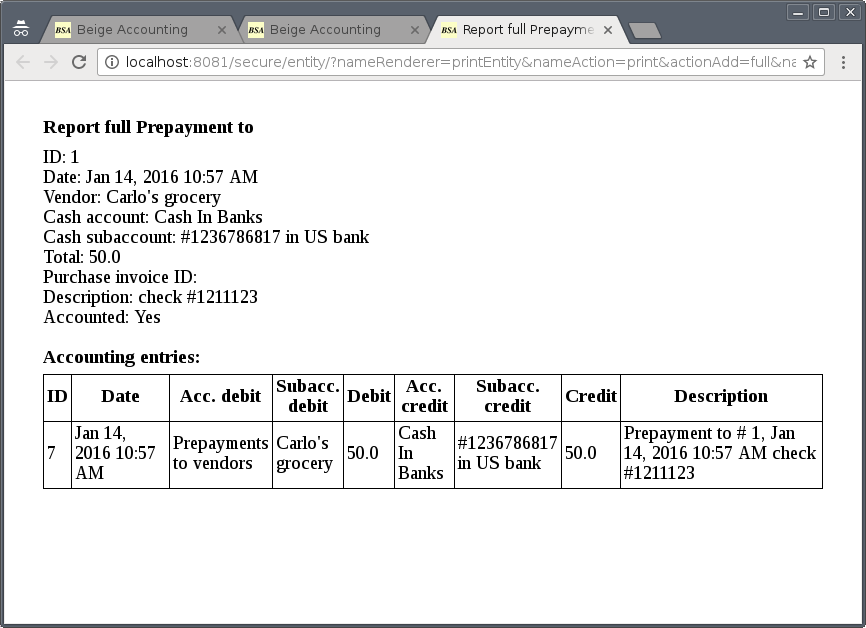 BSA Beige Accounting
BSA Beige Accounting
BSA Report full Prepayme
localhost:8081/secure/entity/?nameRenderer=printEntity&nameAction=print&actionAdd=full&na
Report full Prepayment to
ID: 1
Date: Jan 14, 2016 10:57 AM
Vendor: Carlo's grocery
Cash account: Cash In Banks
Cash subaccount: #1236786817 in US bank
Total: 50.0
Purchase invoice ID:
Description: check #1211123
Accounted: Yes
Accounting entries:
ID
Date
Acc. debit
Subacc.
debit
Debit
Acc.
credit
Subacc.
credit
Credit
Description
7
Jan 14,
2016 10:57
AM
Prepayments
to vendors
Carlo's
grocery
50.0
Cash
In
Banks
#1236786817
in US bank
50.0
Prepayment to # 1, Jan
14, 2016 10:57 AM check
#1211123